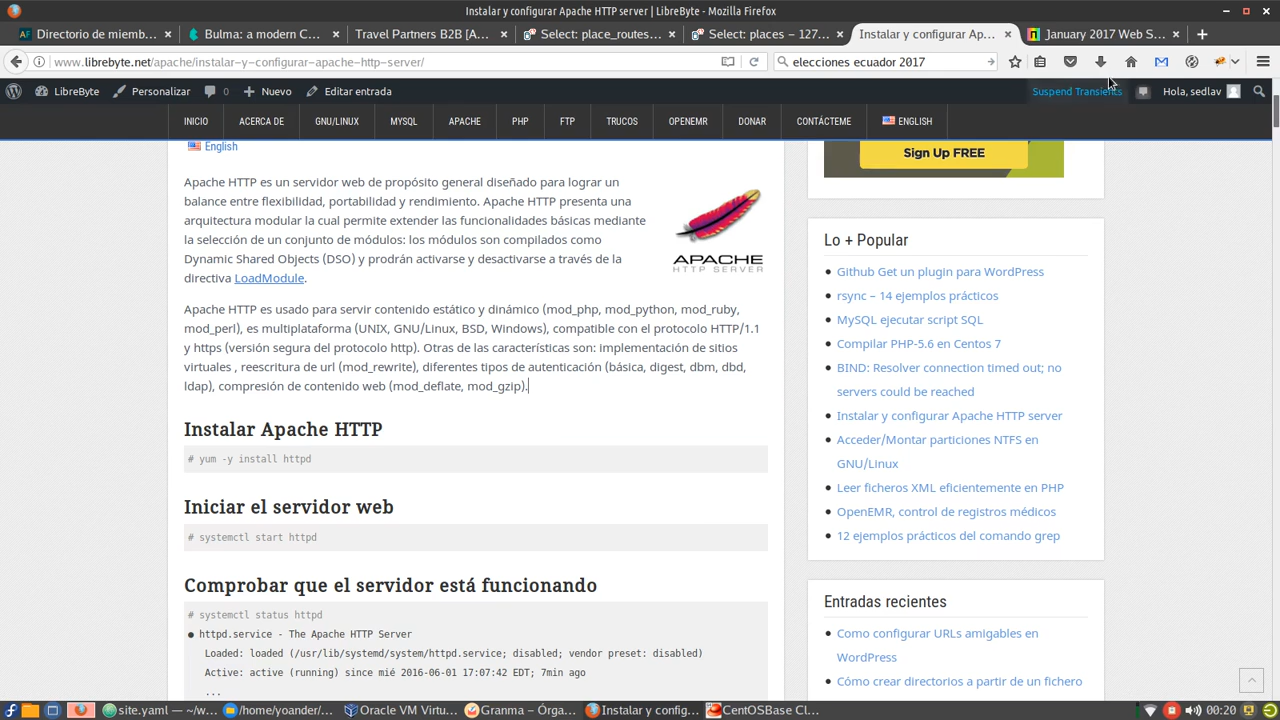 Instalar y configurar Apache HTTP server | LibreByte - Mozilla Firefox
Directorio de miemb...
Bulma: a modern C...
Travel Partners B2B [A...
Select: place_routes...
Select: places – 127...
Instalar y configurar Ap...
January 2017 Web S...
www.librebyte.net/apache/instalar-y-configurar-apache-http-server/
elecciones ecuador 2017
LibreByte
Personalizar
0
Nuevo
Editar entrada
Suspend Transients
Hola, sedlav
INICIO
ACERCA DE
GNU/LINUX
MYSQL
APACHE
PHP
FTP
TRUCOS
OPENEMR
DONAR
CONTÁCTEME
ENGLISH
English
Apache HTTP es un servidor web de propósito general diseñado para lograr un
balance entre flexibilidad, portabilidad y rendimiento. Apache HTTP presenta una
arquitectura modular la cual permite extender las funcionalidades básicas mediante
la selección de un conjunto de módulos: los módulos son compilados como
Dynamic Shared Objects (DSO) y prodrán activarse y desactivarse a través de la
directiva LoadModule.
APACHE
HTTP SERVER
Apache HTTP es usado para servir contenido estático y dinámico (mod_php, mod_python, mod_ruby,
mod_perl), es multiplataforma (UNIX, GNU/Linux, BSD, Windows), compatible con el protocolo HTTP/1.1
y https (versión segura del protocolo http). Otras de las características son: implementación de sitios
virtuales , reescritura de url (mod_rewrite), diferentes tipos de autenticación (básica, digest, dbm, dbd,
ldap), compresión de contenido web (mod_deflate, mod_gzip).
Instalar Apache HTTP
# yum -y install httpd
Iniciar el servidor web
# systemctl start httpd
Comprobar que el servidor está funcionando
# systemctl status httpd
● httpd.service - The Apache HTTP Server
Loaded: loaded (/usr/lib/systemd/system/httpd.service; disabled; vendor preset: disabled)
Active: active (running) since mié 2016-06-01 17:07:42 EDT; 7min ago
...
Sign Up FREE
Lo + Popular
Github Get un plugin para WordPress
rsync – 14 ejemplos prácticos
MySQL ejecutar script SQL
Compilar PHP-5.6 en Centos 7
BIND: Resolver connection timed out; no
servers could be reached
Instalar y configurar Apache HTTP server
Acceder/Montar particiones NTFS en
GNU/Linux
Leer ficheros XML eficientemente en PHP
OpenEMR, control de registros médicos
12 ejemplos prácticos del comando grep
Entradas recientes
Como configurar URLs amigables en
WordPress
Cómo crear directorios a partir de un fichero
site.yaml — ~/w...
/home/yoander/...
Oracle VM Virtu...
Granma – Órga...
Instalar y config...
CentOSBase Cl...
00:20